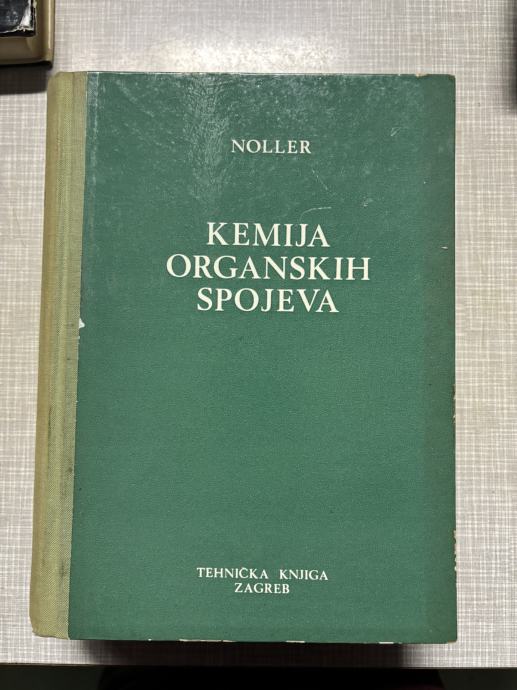 NOLLER
KEMIJA
ORGANSKIH
SPOJEVA
TEHNIČKA KNJIGA
ZAGREB